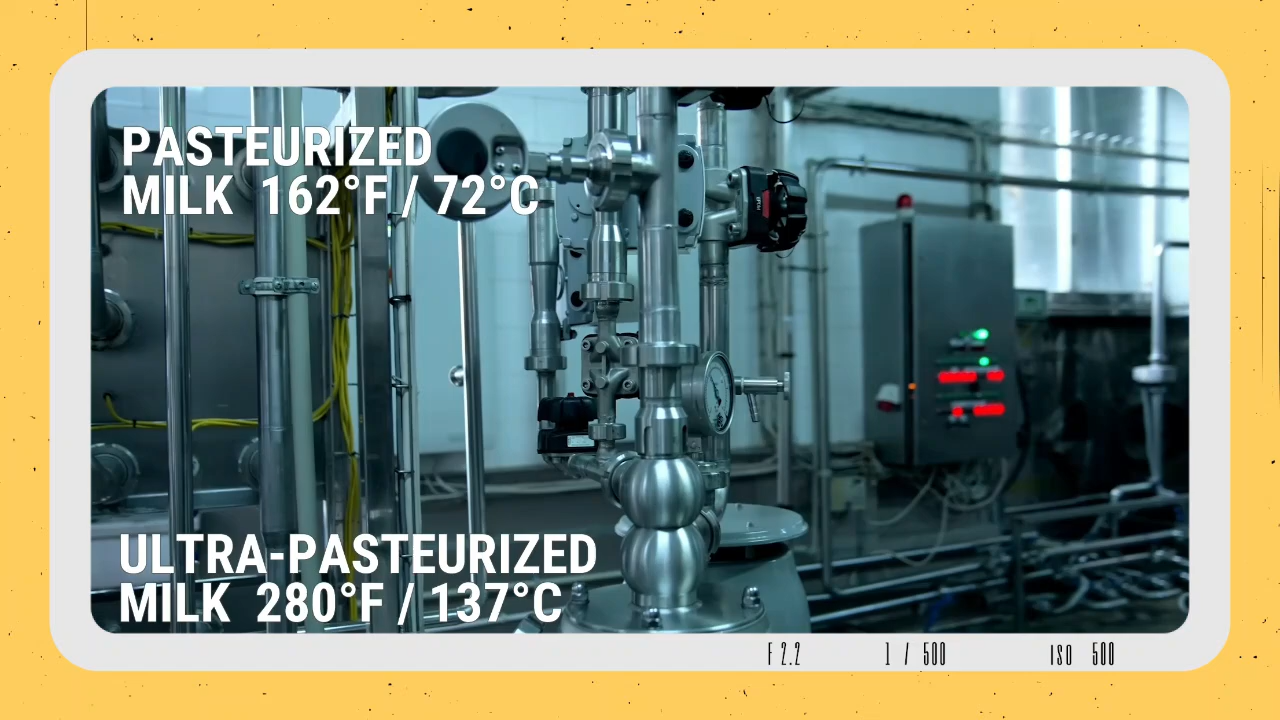 PASTEURIZED
MILK 162°F / 72°C
ULTRA-PASTEURIZED
MILK 280°F / 137°C
F 2.2 1 / 500 ISO 500